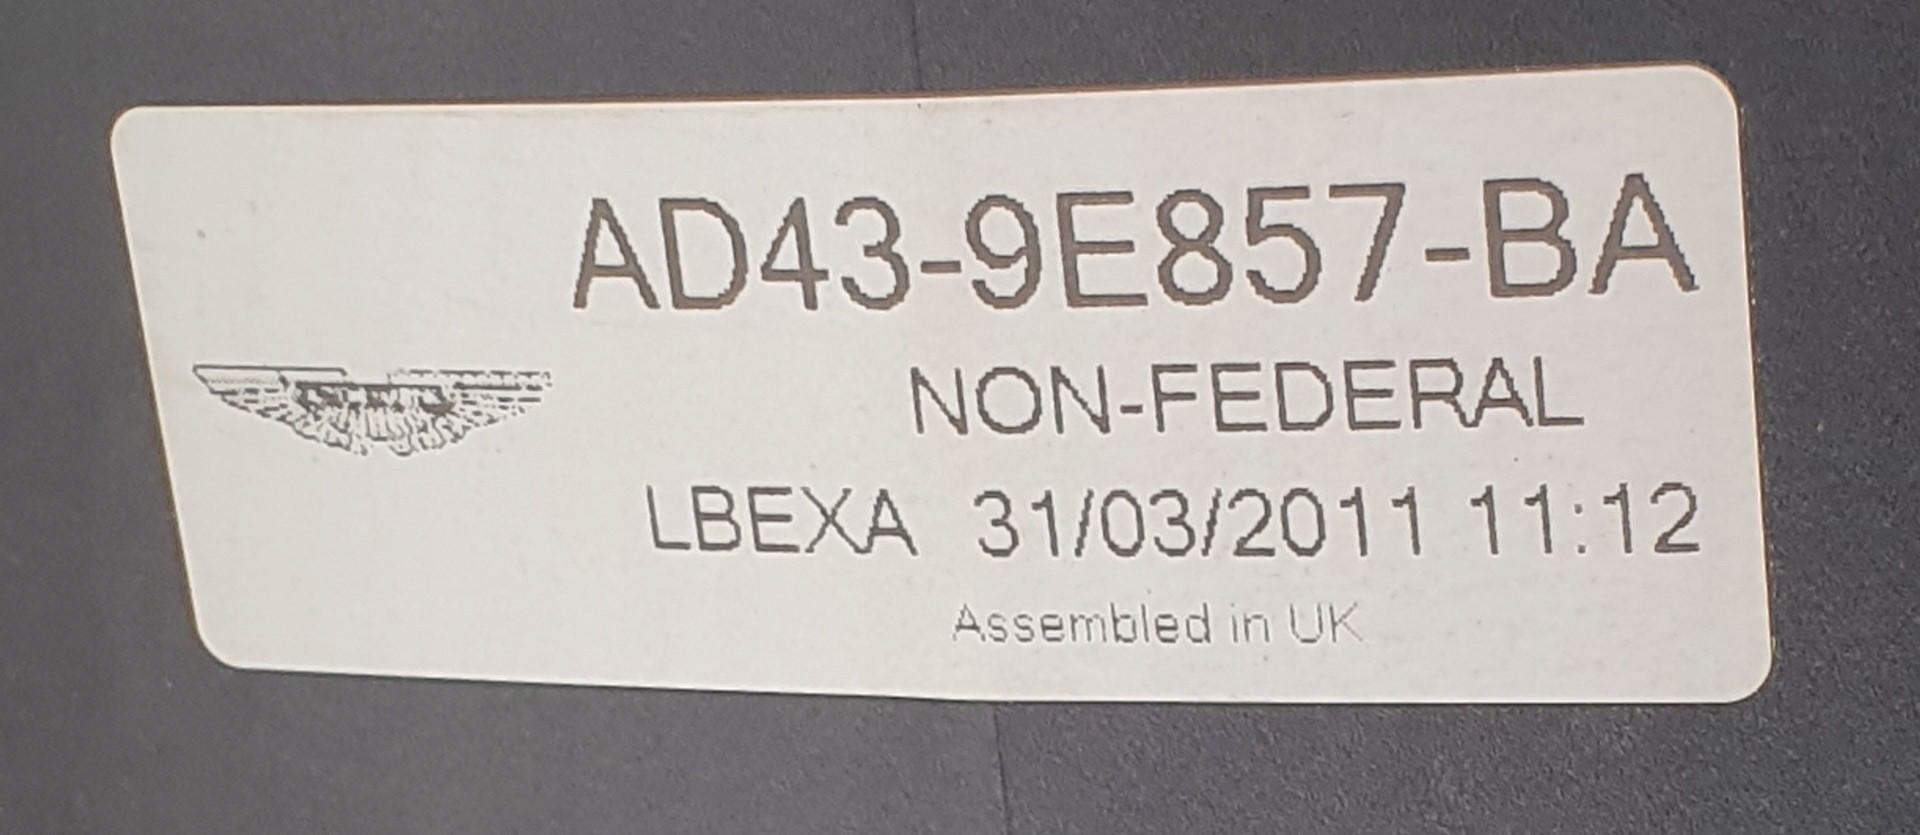 AD43-9E857-BA
NON-FEDERAL
LBEXA 31/03/2011 11:12
Assembled in UK